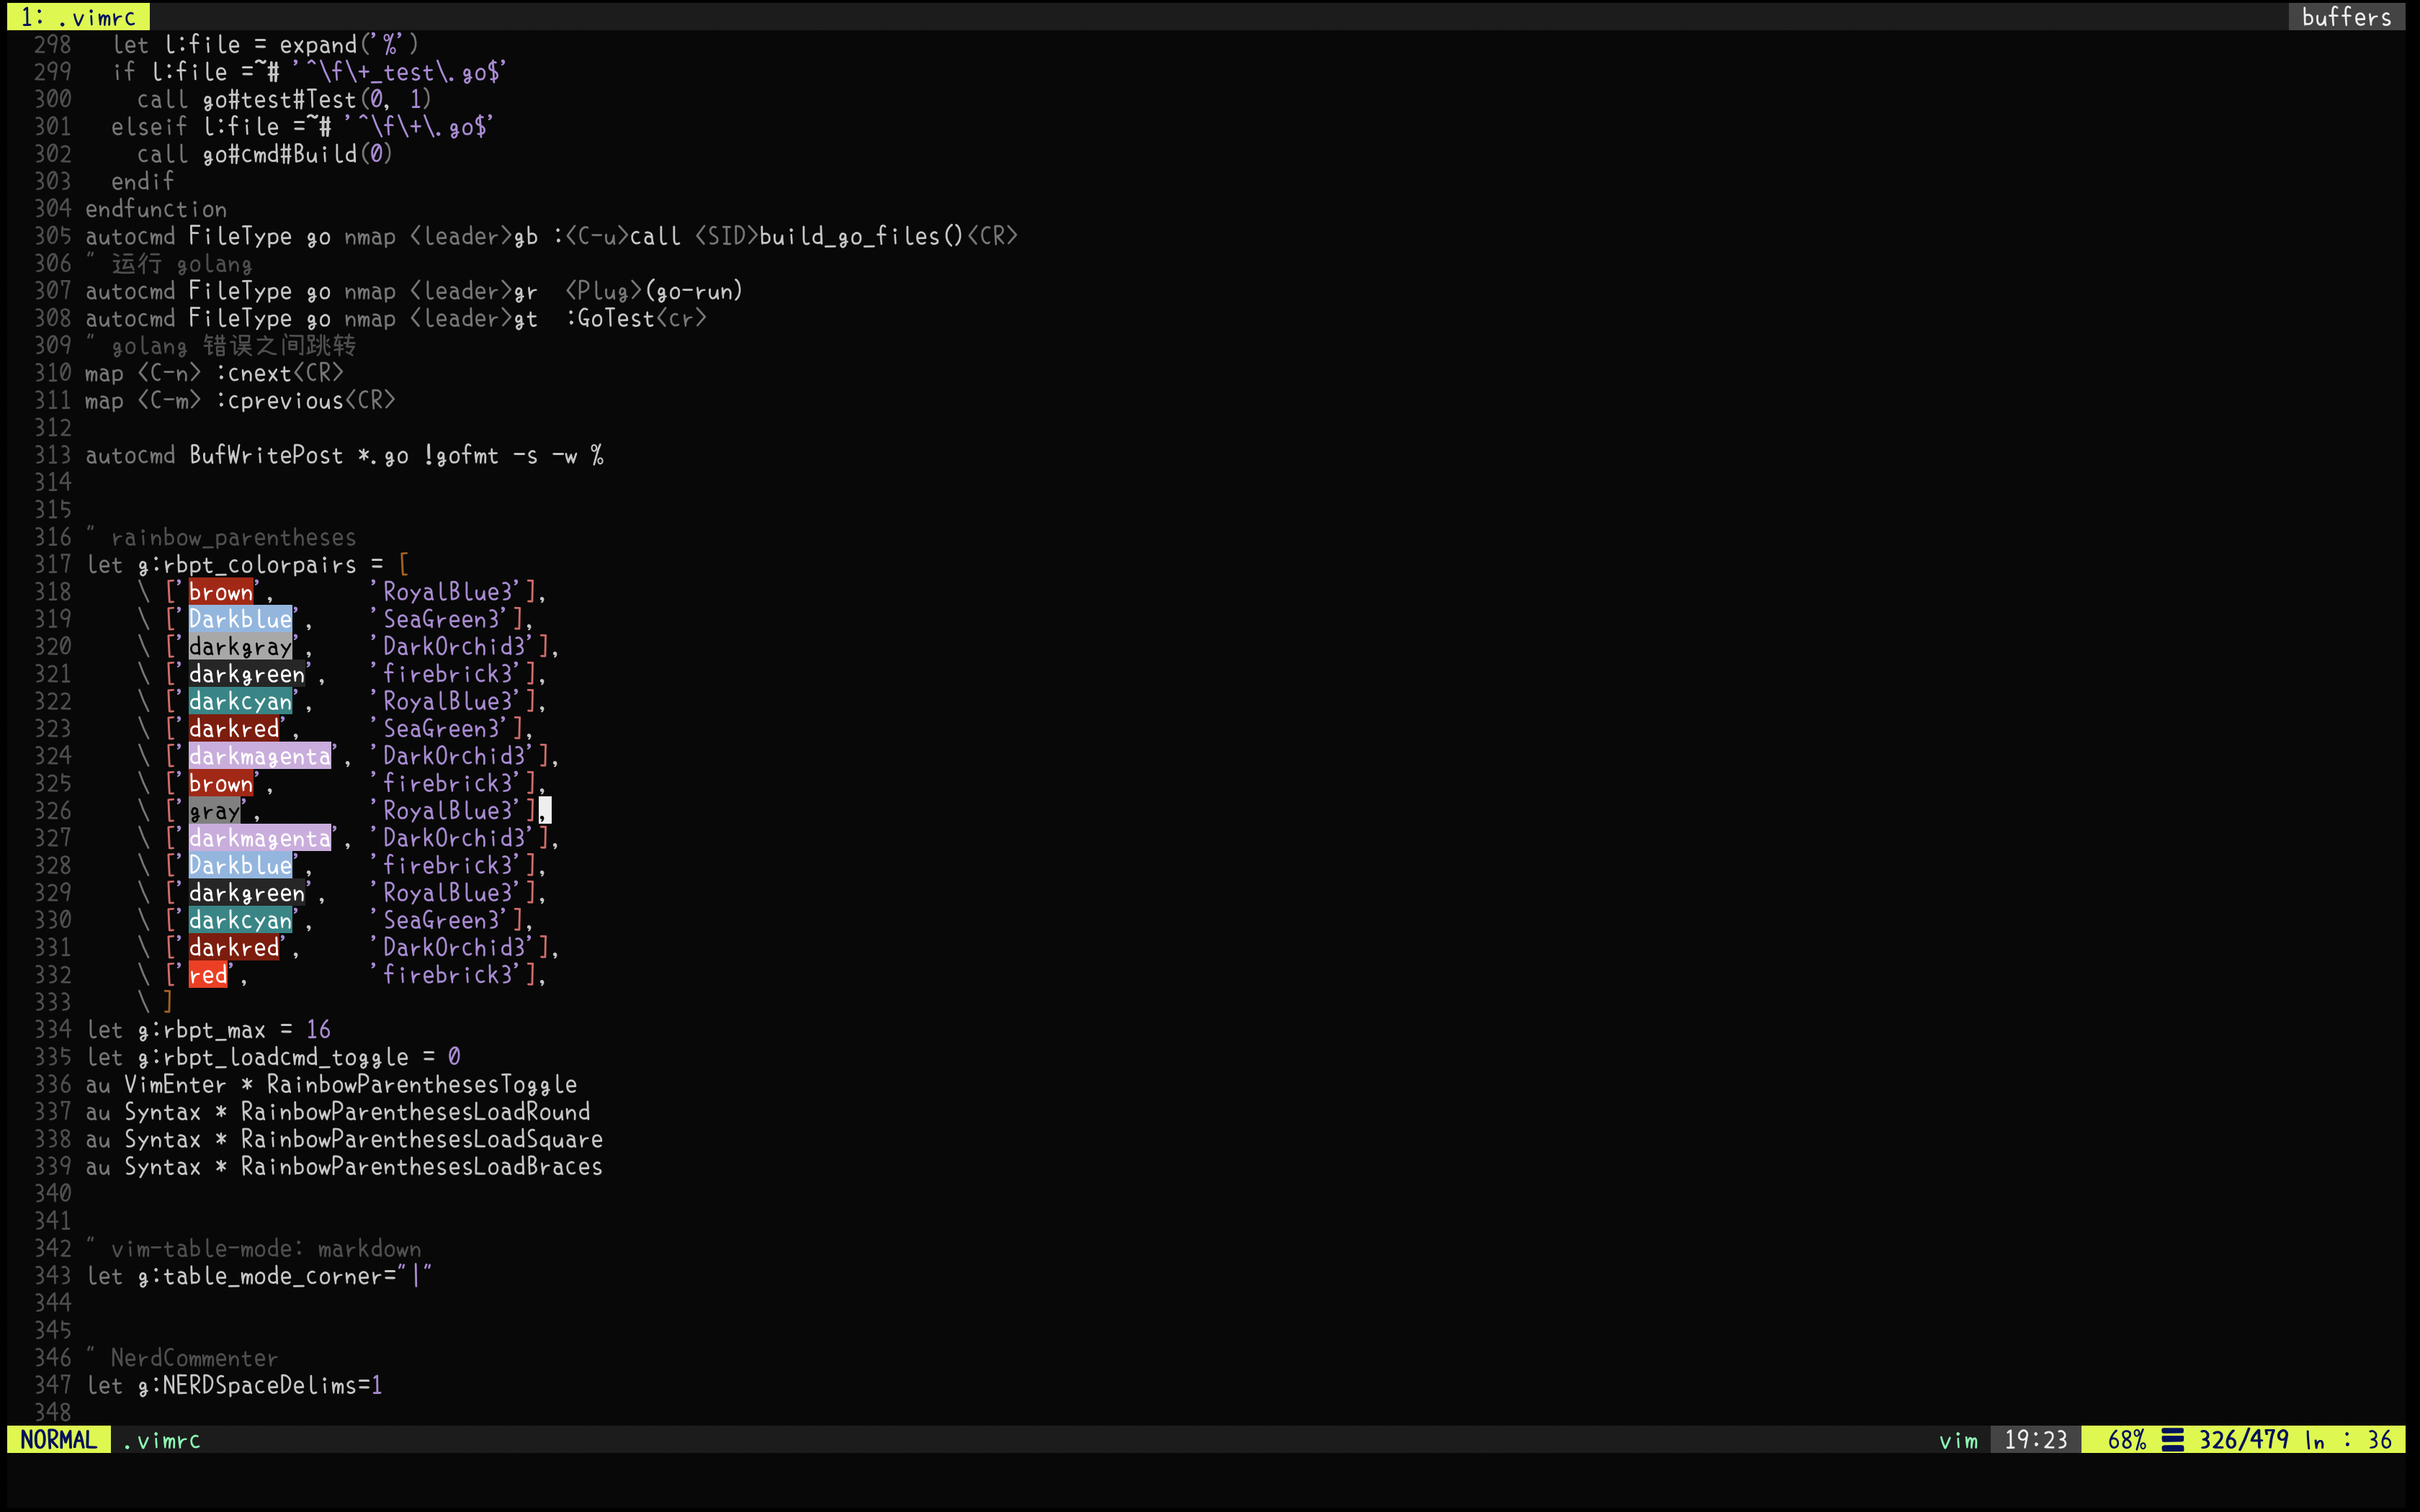 1: .vimrc buffers
298   let l:file = expand('%')
299   if l:file =~# '^\f\+_test\.go$'
300     call go#test#Test(0, 1)
301   elseif l:file =~# '^\f\+\.go$'
302     call go#cmd#Build(0)
303   endif
304 endfunction
305 autocmd FileType go nmap <leader>gb :<C-u>call <SID>build_go_files()<CR>
306 " 运行 golang
307 autocmd FileType go nmap <leader>gr  <Plug>(go-run)
308 autocmd FileType go nmap <leader>gt  :GoTest<cr>
309 " golang 错误之间跳转
310 map <C-n> :cnext<CR>
311 map <C-m> :cprevious<CR>
312
313 autocmd BufWritePost *.go !gofmt -s -w %
314
315
316 " rainbow_parentheses
317 let g:rbpt_colorpairs = [
318     \ ['brown',       'RoyalBlue3'],
319     \ ['Darkblue',    'SeaGreen3'],
320     \ ['darkgray',    'DarkOrchid3'],
321     \ ['darkgreen',   'firebrick3'],
322     \ ['darkcyan',    'RoyalBlue3'],
323     \ ['darkred',     'SeaGreen3'],
324     \ ['darkmagenta', 'DarkOrchid3'],
325     \ ['brown',       'firebrick3'],
326     \ ['gray',        'RoyalBlue3'],
327     \ ['darkmagenta', 'DarkOrchid3'],
328     \ ['Darkblue',    'firebrick3'],
329     \ ['darkgreen',   'RoyalBlue3'],
330     \ ['darkcyan',    'SeaGreen3'],
331     \ ['darkred',     'DarkOrchid3'],
332     \ ['red',         'firebrick3'],
333     \ ]
334 let g:rbpt_max = 16
335 let g:rbpt_loadcmd_toggle = 0
336 au VimEnter * RainbowParenthesesToggle
337 au Syntax * RainbowParenthesesLoadRound
338 au Syntax * RainbowParenthesesLoadSquare
339 au Syntax * RainbowParenthesesLoadBraces
340
341
342 " vim-table-mode: markdown
343 let g:table_mode_corner="|"
344
345
346 " NerdCommenter
347 let g:NERDSpaceDelims=1
348
NORMAL .vimrc vim 19:23 68% ☰ 326/479 ln : 36